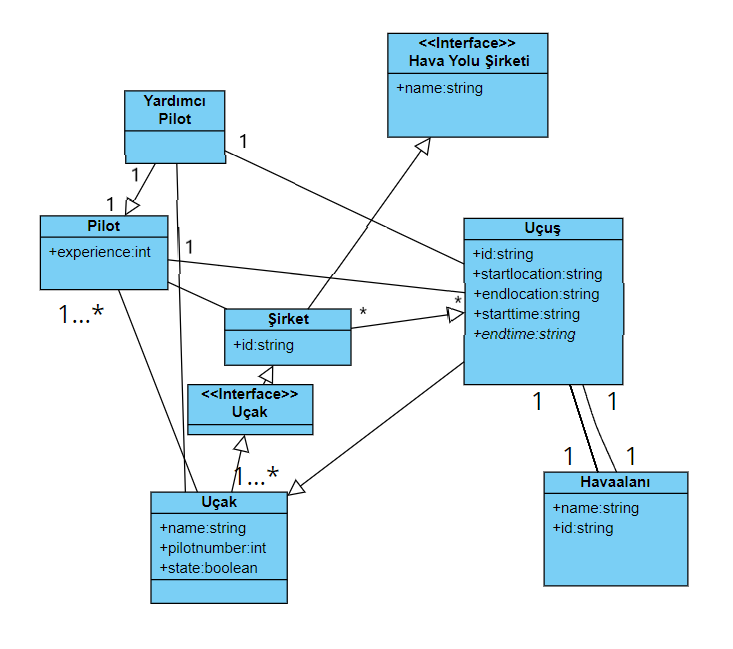 <<Interface>>
Hava Yolu Şirketi
+name:string
Yardımcı
Pilot
1
1
1
Pilot
+experience:int
1
1...*
Uçuş
+id:string
+startlocation:string
+endlocation:string
+starttime:string
+endtime:string
*
*
Şirket
+id:string
<<Interface>>
Uçak
1...*
Uçak
+name:string
+pilotnumber:int
+state:boolean
1
1
1
1
Havaalanı
+name:string
+id:string